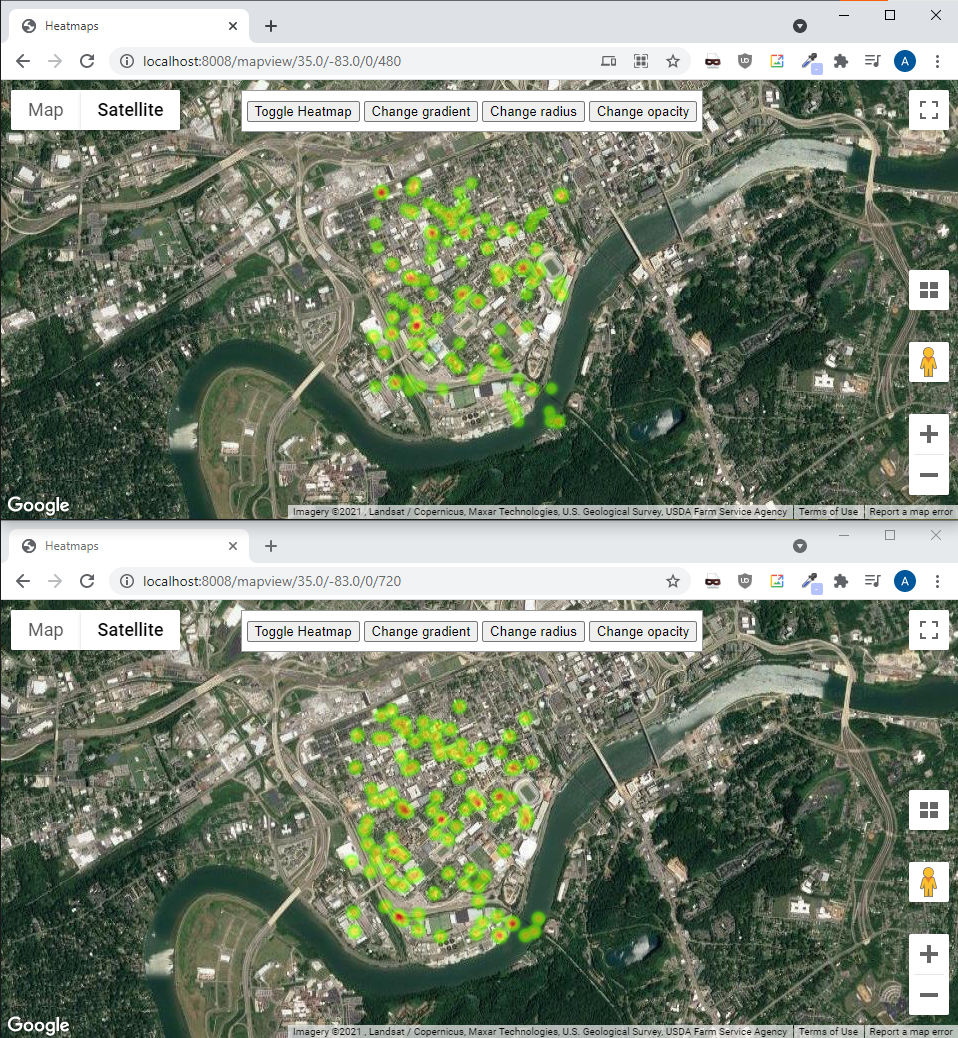 Heatmaps
localhost:8008/mapview/35.0/-83.0/0/480
A
Map Satellite
Toggle Heatmap Change gradient Change radius Change opacity
Google
Imagery ©2021 , Landsat / Copernicus, Maxar Technologies, U.S. Geological Survey, USDA Farm Service Agency Terms of Use Report a map error
Heatmaps
localhost:8008/mapview/35.0/-83.0/0/720
A
Map Satellite
Toggle Heatmap Change gradient Change radius Change opacity
Google
Imagery ©2021 , Landsat / Copernicus, Maxar Technologies, U.S. Geological Survey, USDA Farm Service Agency Terms of Use Report a map error